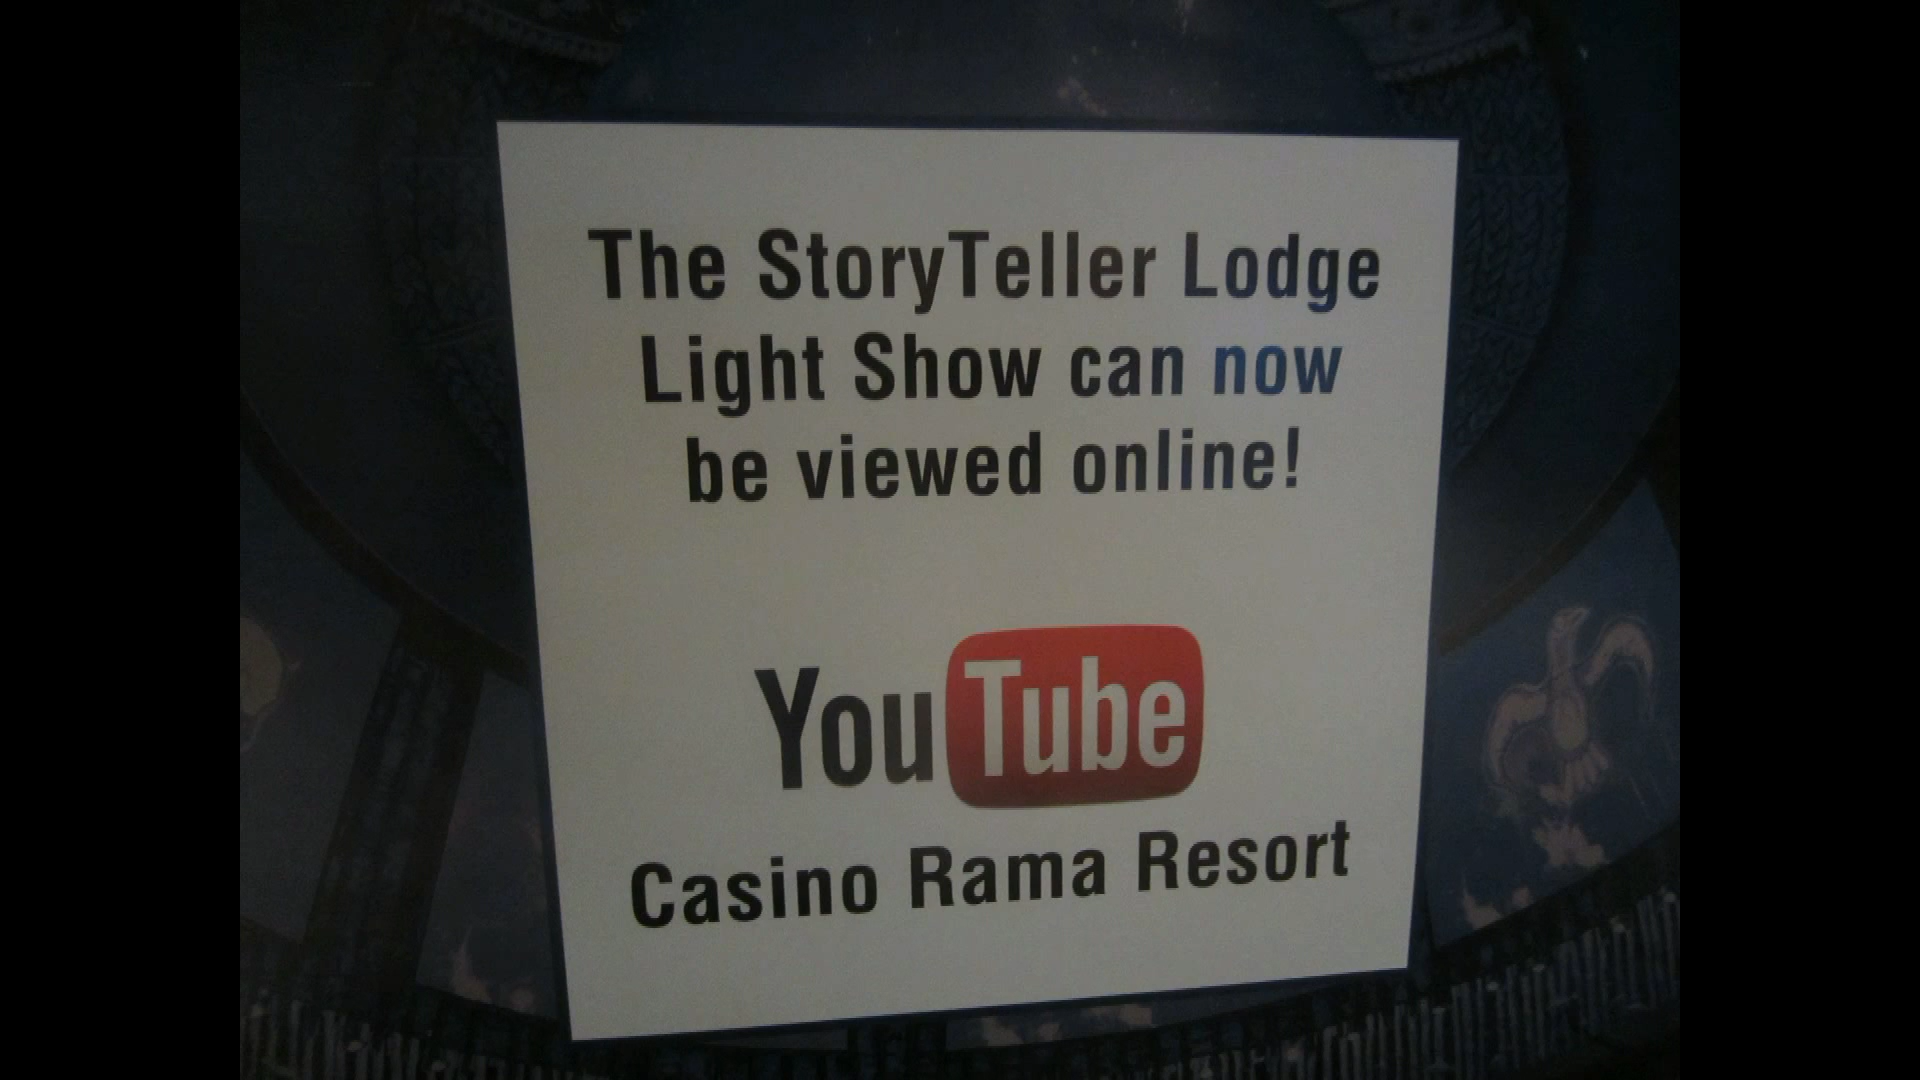 The StoryTeller Lodge
Light Show can now
be viewed online!
YouTube
Casino Rama Resort